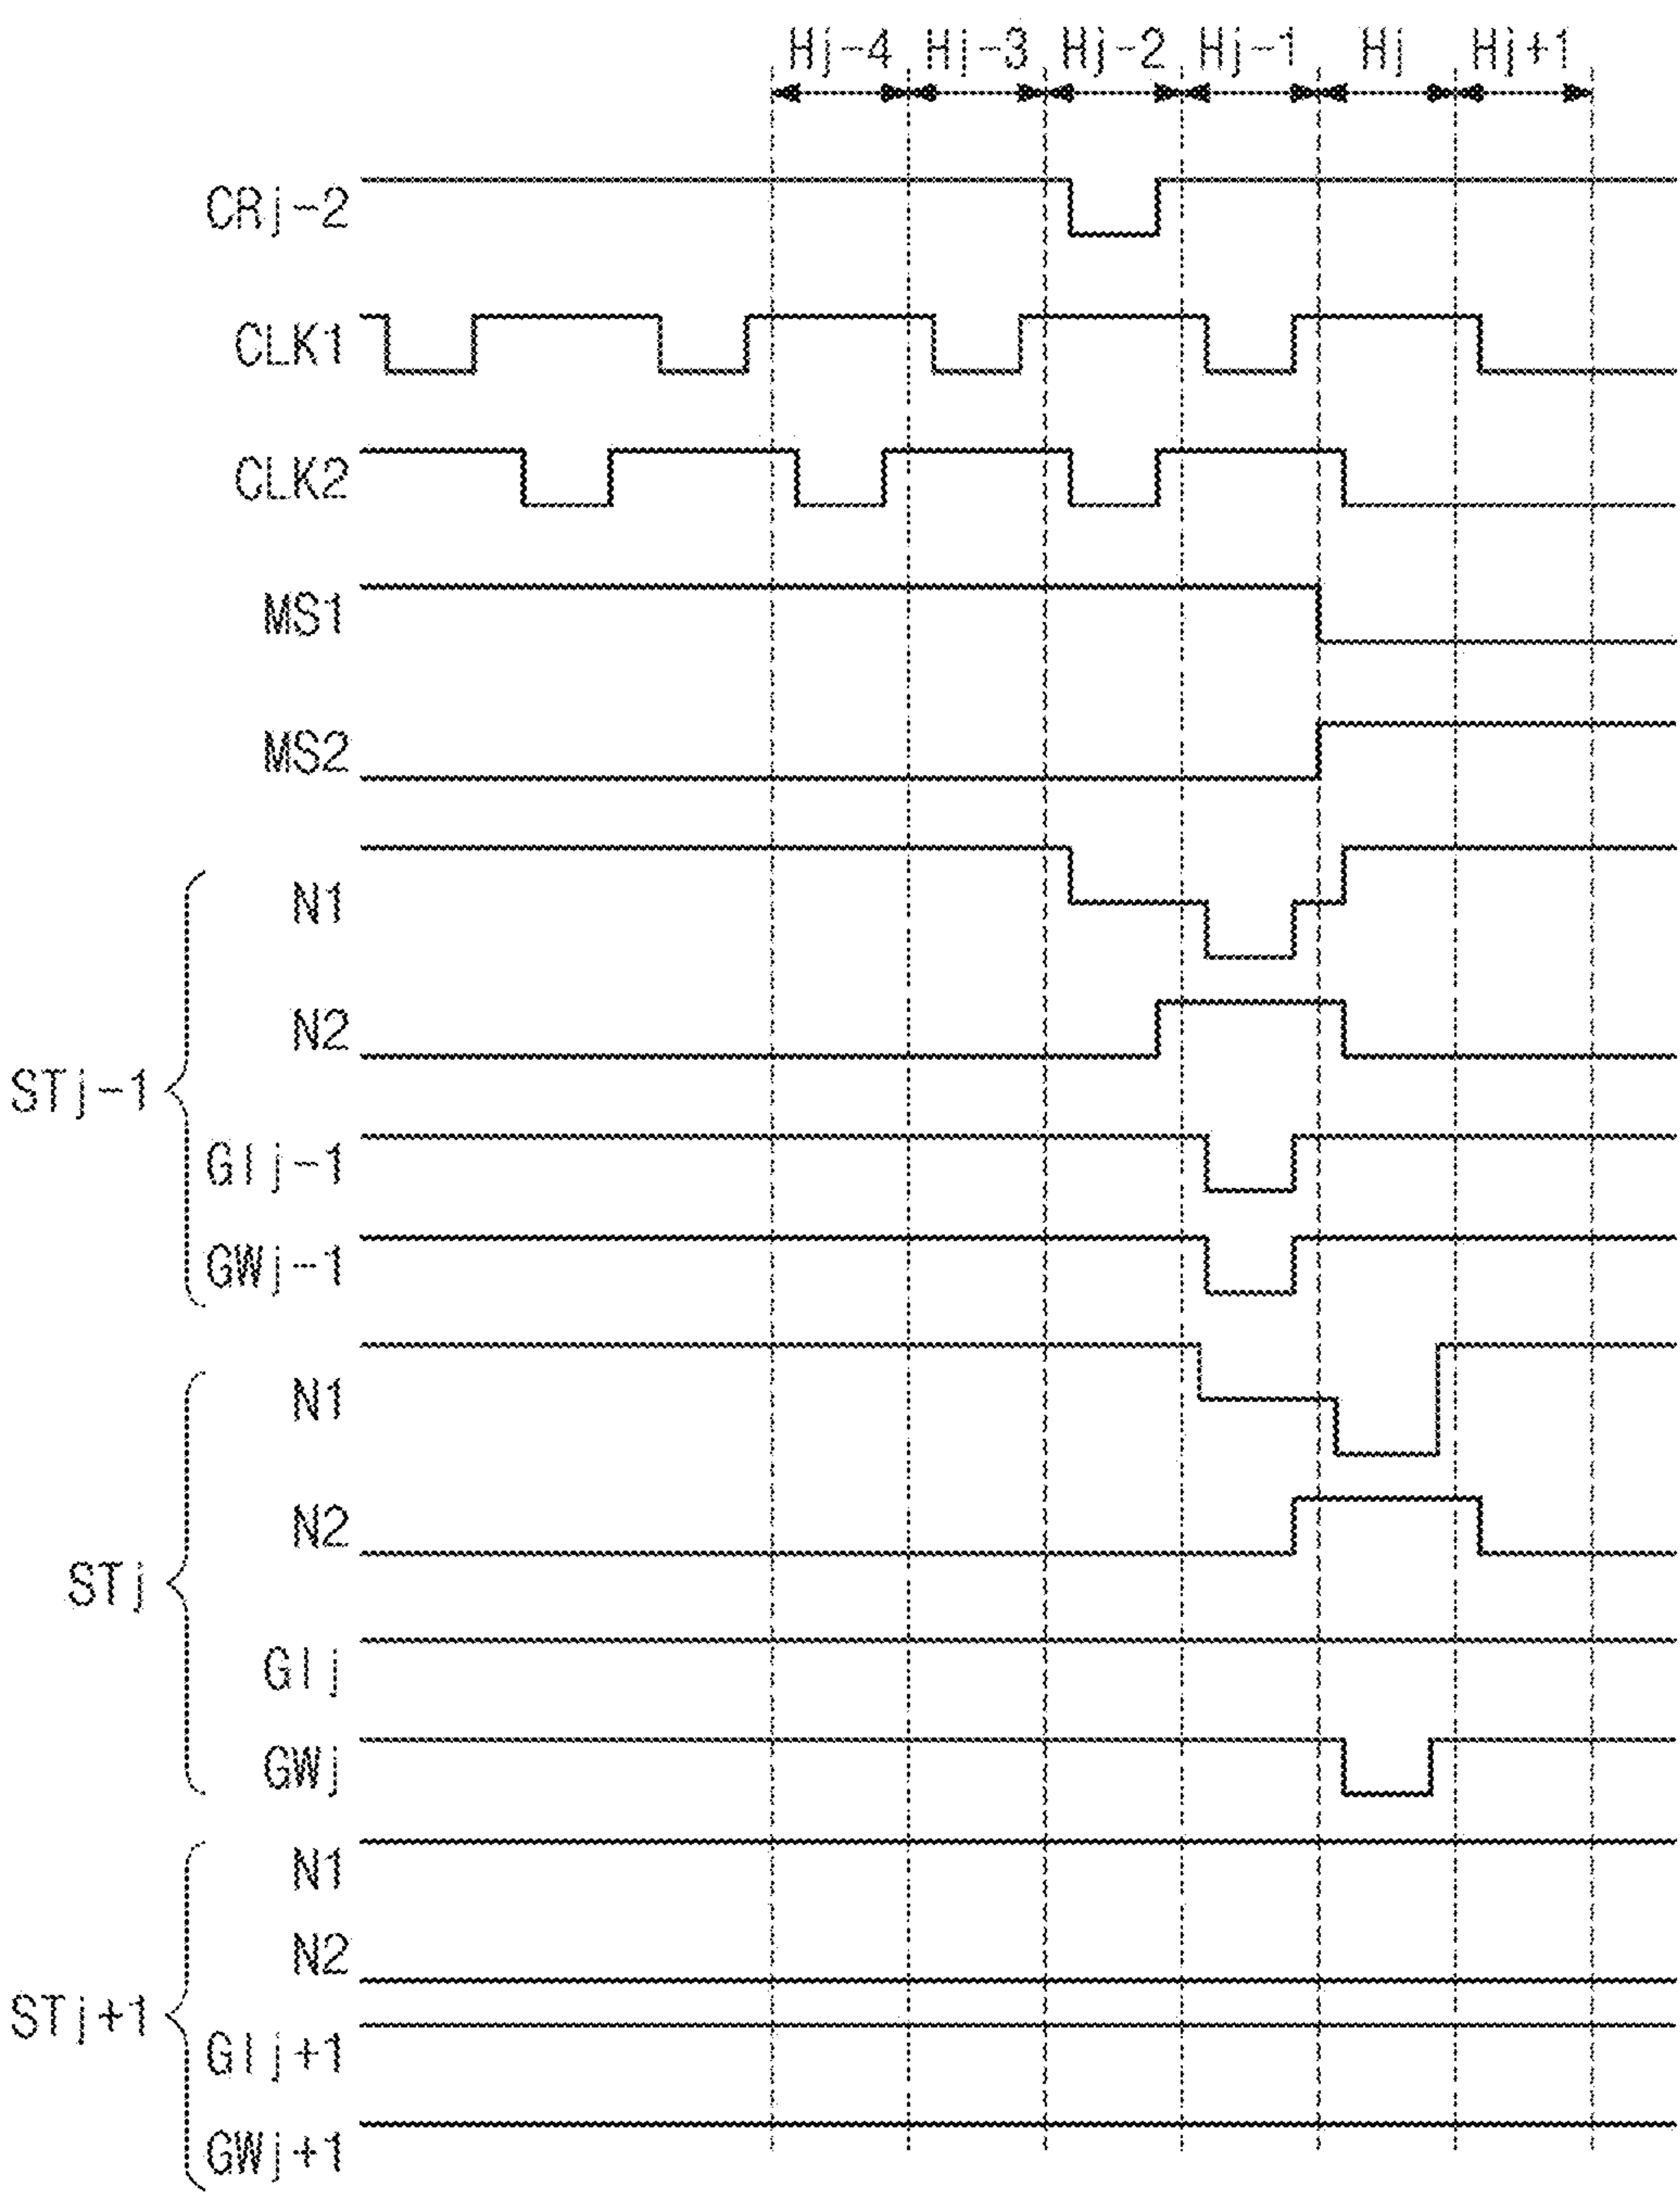 Hj-4 Hj-3 Hj-2 Hj-1 Hj Hj+1
CRj-2
CLK1
CLK2
MS1
MS2
STj-1
N1
N2
GIj-1
GWj-1
STj
N1
N2
GIj
GWj
STj+1
N1
N2
GIj+1
GWj+1